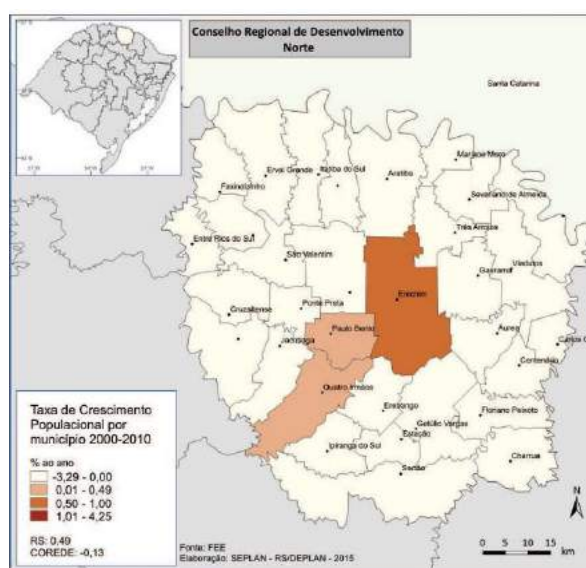 Conselho Regional de Desenvolvimento
Norte
Santa Catarina
Mariano Moro
Erval Grande
Itatiba do Sul
Aratiba
Faxinalzinho
Severiano de Almeida
Três Arroios
Entre Rios do Sul
Viadutos
São Valentim
Gaurama
Erechim
Cruzaltense
Ponte Preta
Paulo Bento
Aurea
Jacutinga
Centenário
Quatro Irmãos
Erebango
Getúlio Vargas
Floriano Peixoto
Estação
Ipiranga do Sul
Charrua
Sertão
Taxa de Crescimento
Populacional por
município 2000-2010
% ao ano
-3,29 - 0,00
0,01 - 0,49
0,50 - 1,00
1,01 - 4,25
RS: 0,49
COREDE: -0,13
Fonte: FEE
Elaboração: SEPLAN - RS/DEPLAN - 2015
N
0 5 10 15
km